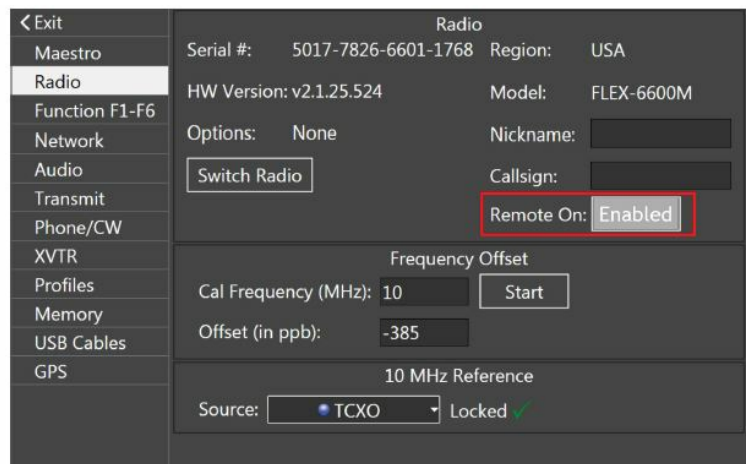 Exit
Maestro
Radio
Function F1-F6
Network
Audio
Transmit
Phone/CW
XVTR
Profiles
Memory
USB Cables
GPS
Radio
Serial #: 5017-7826-6601-1768 Region: USA
HW Version: v2.1.25.524 Model: FLEX-6600M
Options: None Nickname:
Switch Radio Callsign:
Remote On: Enabled
Frequency Offset
Cal Frequency (MHz): 10 Start
Offset (in ppb): -385
10 MHz Reference
Source: TCXO Locked